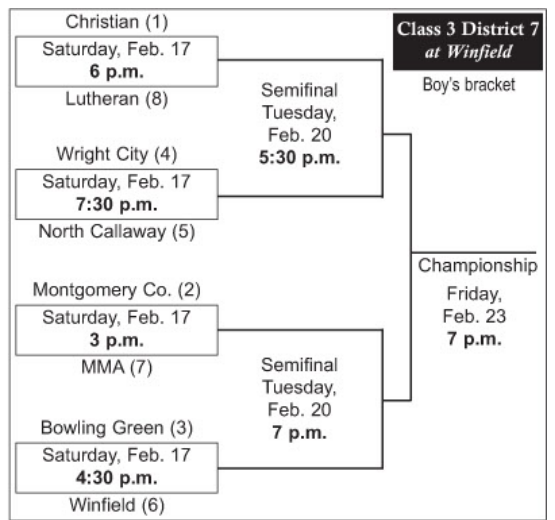 Christian (1)
Saturday, Feb. 17
6 p.m.
Lutheran (8)
Wright City (4)
Saturday, Feb. 17
7:30 p.m.
North Callaway (5)
Montgomery Co. (2)
Saturday, Feb. 17
3 p.m.
MMA (7)
Bowling Green (3)
Saturday, Feb. 17
4:30 p.m.
Winfield (6)
Semifinal
Tuesday,
Feb. 20
5:30 p.m.
Semifinal
Tuesday,
Feb. 20
7 p.m.
Class 3 District 7
at Winfield
Boy's bracket
Championship
Friday,
Feb. 23
7 p.m.